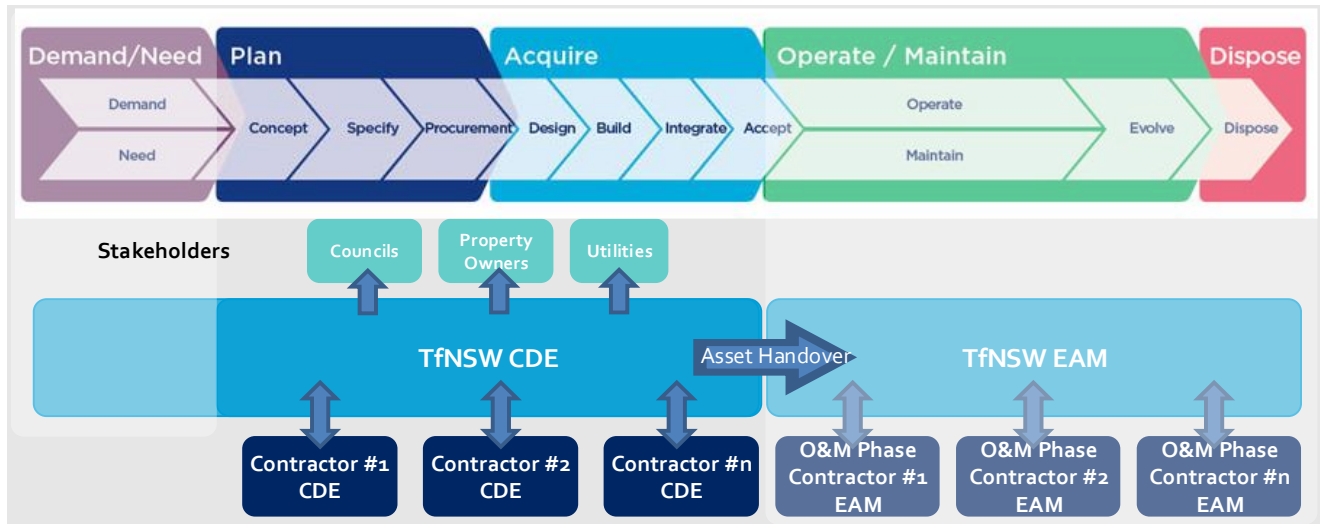 Demand/Need
Plan
Acquire
Operate / Maintain
Dispose
Demand
Need
Concept
Specify
Procurement
Design
Build
Integrate
Accept
Operate
Maintain
Evolve
Dispose
Stakeholders
Councils
Property
Owners
Utilities
TfNSW CDE
Asset Handover
TfNSW EAM
Contractor #1
CDE
Contractor #2
CDE
Contractor #n
CDE
O&M Phase
Contractor #1
EAM
O&M Phase
Contractor #2
EAM
O&M Phase
Contractor #n
EAM